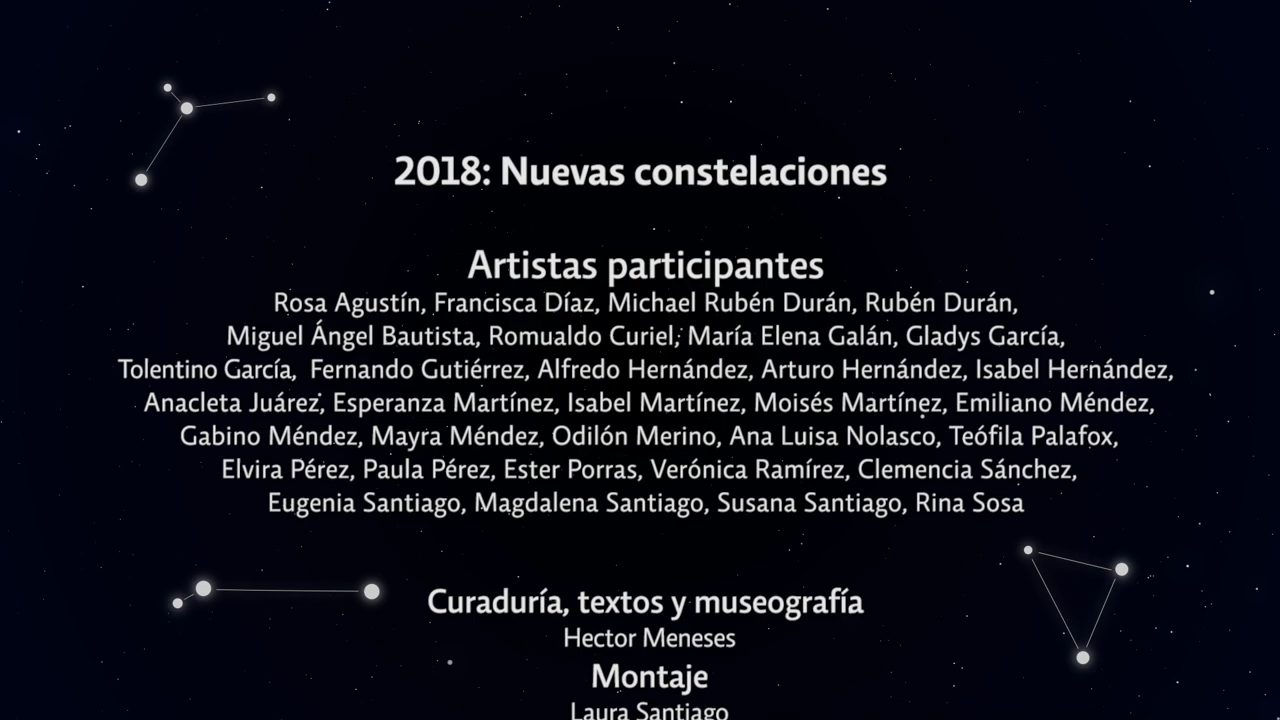 2018: Nuevas constelaciones
Artistas participantes
Rosa Agustín, Francisca Díaz, Michael Rubén Durán, Rubén Durán,
Miguel Ángel Bautista, Romualdo Curiel, María Elena Galán, Gladys García,
Tolentino García, Fernando Gutiérrez, Alfredo Hernández, Arturo Hernández, Isabel Hernández,
Anacleta Juárez, Esperanza Martínez, Isabel Martínez, Moisés Martínez, Emiliano Méndez,
Gabino Méndez, Mayra Méndez, Odilón Merino, Ana Luisa Nolasco, Teófila Palafox,
Elvira Pérez, Paula Pérez, Ester Porras, Verónica Ramírez, Clemencia Sánchez,
Eugenia Santiago, Magdalena Santiago, Susana Santiago, Rina Sosa
Curaduría, textos y museografía
Hector Meneses
Montaje
Laura Santiago